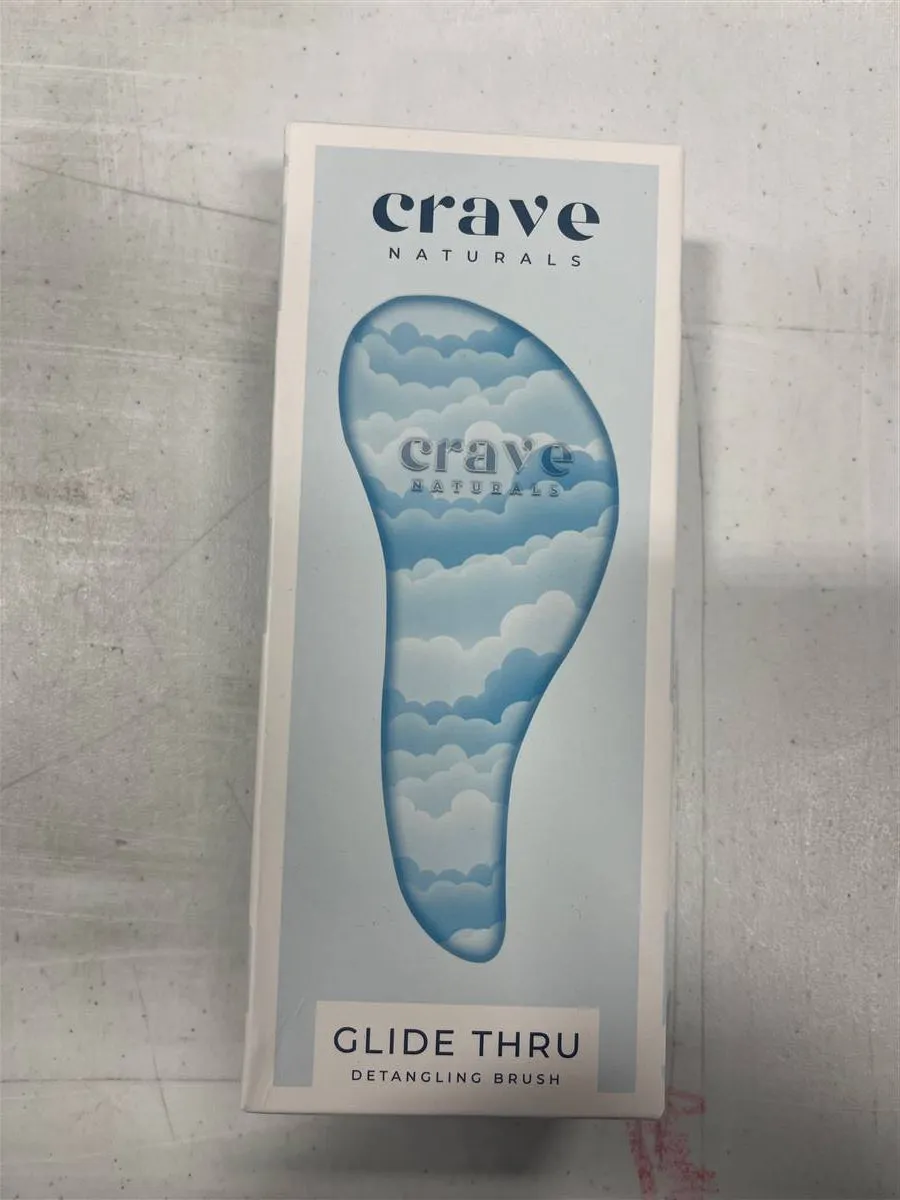 crave
NATURALS
crave
NATURALS
GLIDE THRU
DETANGLING BRUSH